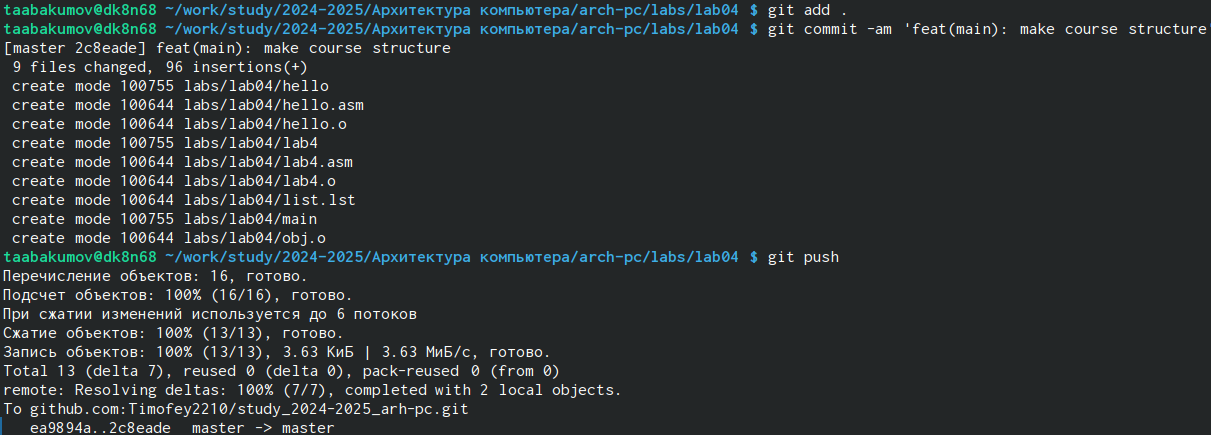 taabakumov@dk8n68 ~/work/study/2024-2025/Архитектура компьютера/arch-pc/labs/lab04 $ git add .
taabakumov@dk8n68 ~/work/study/2024-2025/Архитектура компьютера/arch-pc/labs/lab04 $ git commit -am 'feat(main): make course structure'
[master 2c8eade] feat(main): make course structure
 9 files changed, 96 insertions(+)
 create mode 100755 labs/lab04/hello
 create mode 100644 labs/lab04/hello.asm
 create mode 100644 labs/lab04/hello.o
 create mode 100755 labs/lab04/lab4
 create mode 100644 labs/lab04/lab4.asm
 create mode 100644 labs/lab04/lab4.o
 create mode 100644 labs/lab04/list.lst
 create mode 100755 labs/lab04/main
 create mode 100644 labs/lab04/obj.o
taabakumov@dk8n68 ~/work/study/2024-2025/Архитектура компьютера/arch-pc/labs/lab04 $ git push
Перечисление объектов: 16, готово.
Подсчет объектов: 100% (16/16), готово.
При сжатии изменений используется до 6 потоков
Сжатие объектов: 100% (13/13), готово.
Запись объектов: 100% (13/13), 3.63 КиБ | 3.63 МиБ/с, готово.
Total 13 (delta 7), reused 0 (delta 0), pack-reused 0 (from 0)
remote: Resolving deltas: 100% (7/7), completed with 2 local objects.
To github.com:Timofey2210/study_2024-2025_arh-pc.git
   ea9894a..2c8eade  master -> master